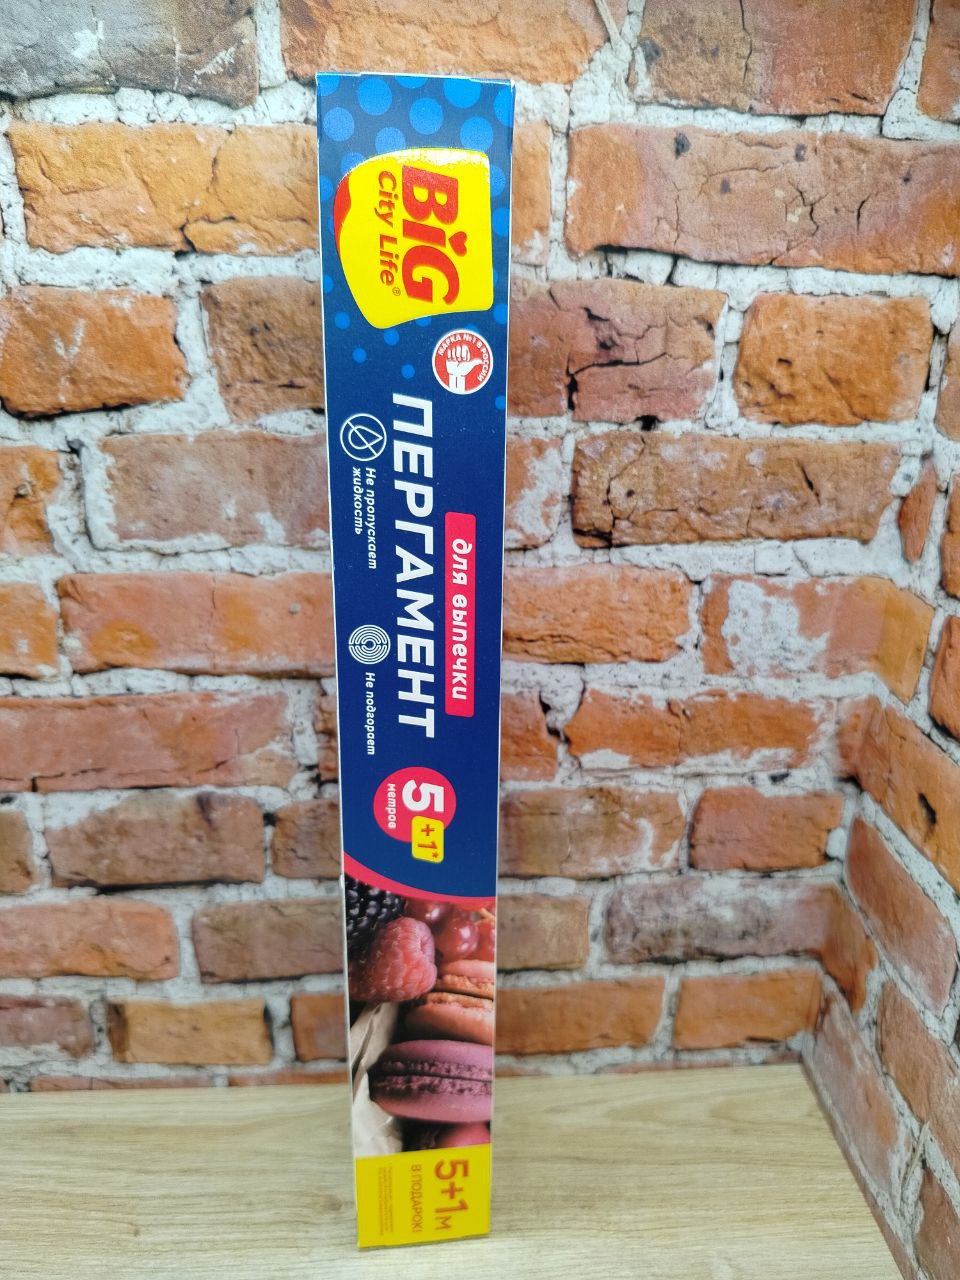 BIG
City Life®
МАРКА №1 В РОССИИ
для выпечки
ПЕРГАМЕНТ
Не пропускает
жидкость
Не подгорает
5 +1*
метров
5+1 м
В ПОДАРОК!